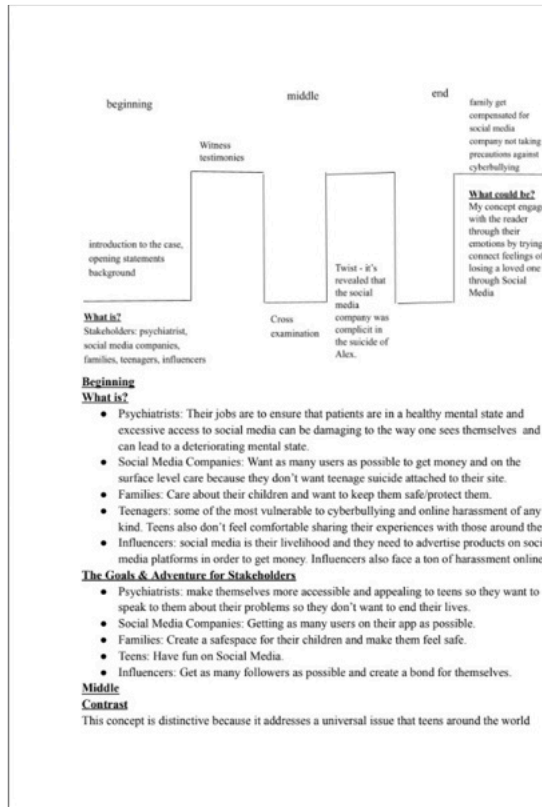 beginning
middle
end
family get
compensated for
social media
company not taking
precautions against
cyberbullying
Witness
testimonies
What could be?
My concept engag
with the reader
through their
emotions by trying
connect feelings of
losing a loved one
through Social
Media
introduction to the case,
opening statements
background
Twist - it's
revealed that
the social
media
company was
complicit in
the suicide of
Alex.
Cross
examination
What is?
Stakeholders: psychiatrist,
social media companies,
families, teenagers, influencers
Beginning
What is?
● Psychiatrists: Their jobs are to ensure that patients are in a healthy mental state and
excessive access to social media can be damaging to the way one sees themselves and
can lead to a deteriorating mental state.
● Social Media Companies: Want as many users as possible to get money and on the
surface level care because they don't want teenage suicide attached to their site.
● Families: Care about their children and want to keep them safe/protect them.
● Teenagers: some of the most vulnerable to cyberbullying and online harassment of any
kind. Teens also don't feel comfortable sharing their experiences with those around the
● Influencers: social media is their livelihood and they need to advertise products on soci
media platforms in order to get money. Influencers also face a ton of harassment online
The Goals & Adventure for Stakeholders
● Psychiatrists: make themselves more accessible and appealing to teens so they want to
speak to them about their problems so they don't want to end their lives.
● Social Media Companies: Getting as many users on their app as possible.
● Families: Create a safespace for their children and make them feel safe.
● Teens: Have fun on Social Media.
● Influencers: Get as many followers as possible and create a bond for themselves.
Middle
Contrast
This concept is distinctive because it addresses a universal issue that teens around the world